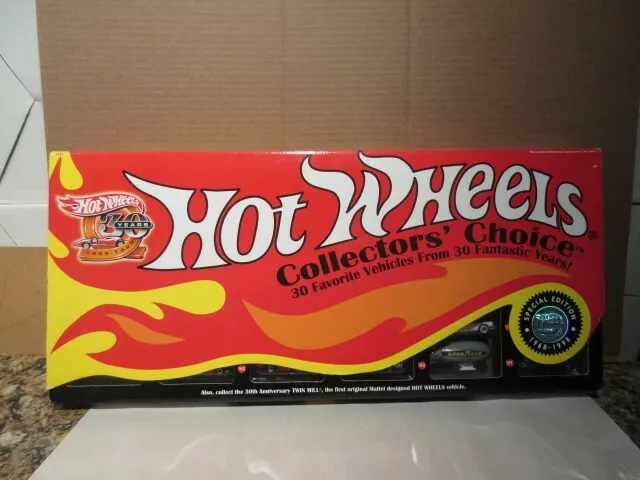 Hot Wheels
30
YEARS
1968-1998
HOT WHEELS®
Collectors' Choice™
30 Favorite Vehicles From 30 Fantastic Years!
SPECIAL EDITION
1968-1998
GOODYEAR
Also, collect the 30th Anniversary TWIN MILL®, the first original Mattel designed HOT WHEELS vehicle.